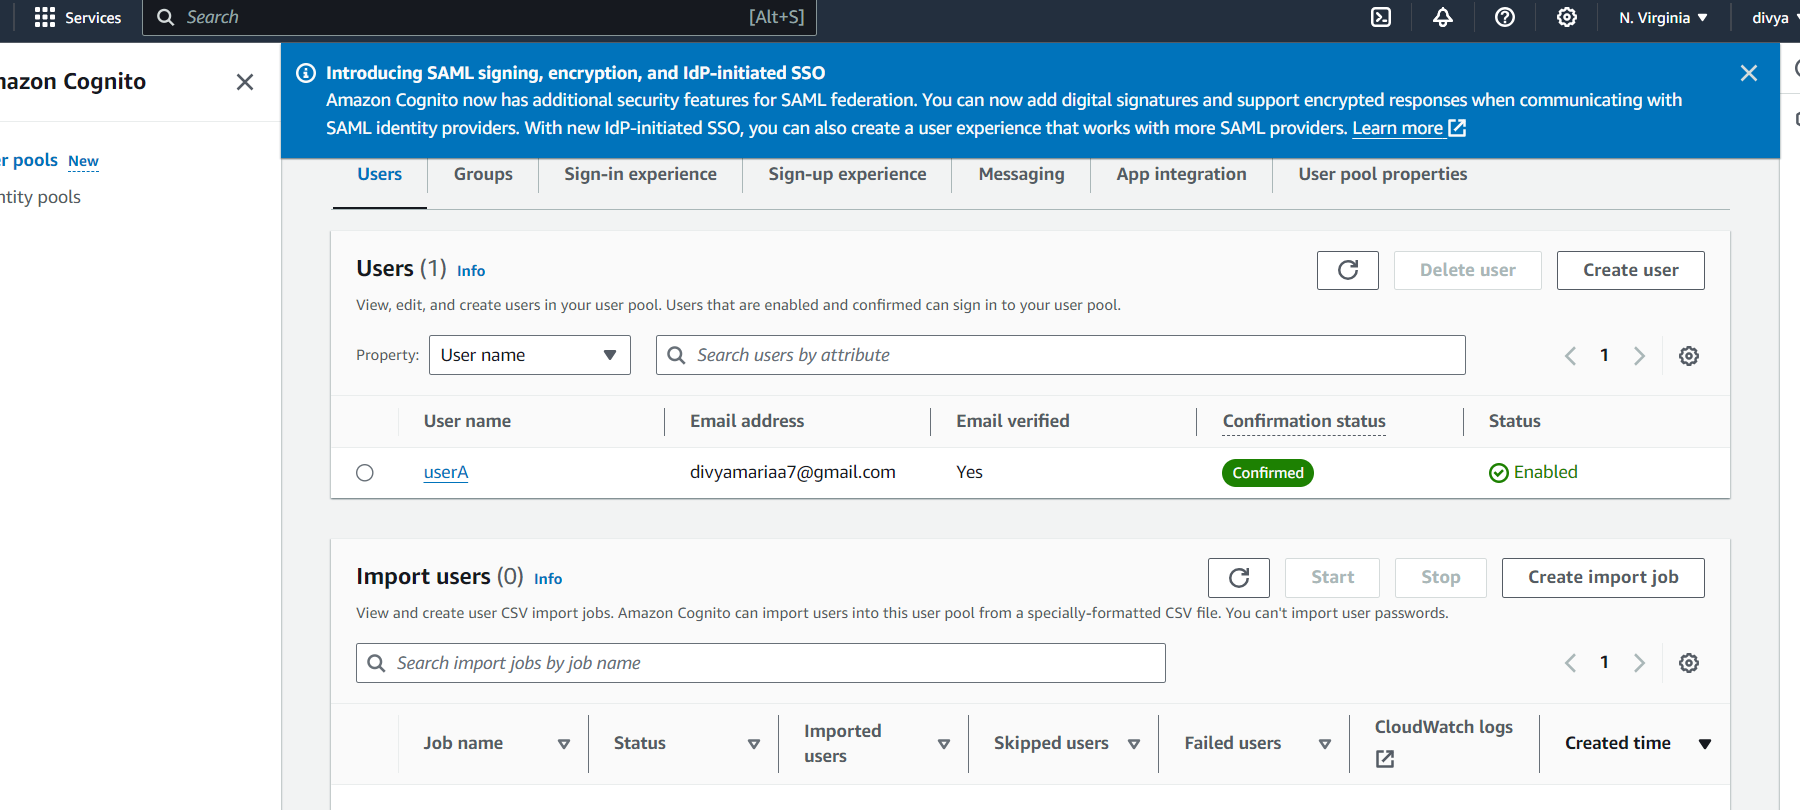 Services
Search [Alt+S]
N. Virginia
divya
mazon Cognito
Introducing SAML signing, encryption, and IdP-initiated SSO
Amazon Cognito now has additional security features for SAML federation. You can now add digital signatures and support encrypted responses when communicating with
SAML identity providers. With new IdP-initiated SSO, you can also create a user experience that works with more SAML providers. Learn more
er pools New
ntity pools
Users Groups Sign-in experience Sign-up experience Messaging App integration User pool properties
Users (1) Info
Delete user Create user
View, edit, and create users in your user pool. Users that are enabled and confirmed can sign in to your user pool.
Property: User name Search users by attribute 1
User name Email address Email verified Confirmation status Status
userA divyamariaa7@gmail.com Yes Confirmed Enabled
Import users (0) Info
Start Stop Create import job
View and create user CSV import jobs. Amazon Cognito can import users into this user pool from a specially-formatted CSV file. You can't import user passwords.
Search import jobs by job name 1
Job name Status Imported users Skipped users Failed users CloudWatch logs Created time